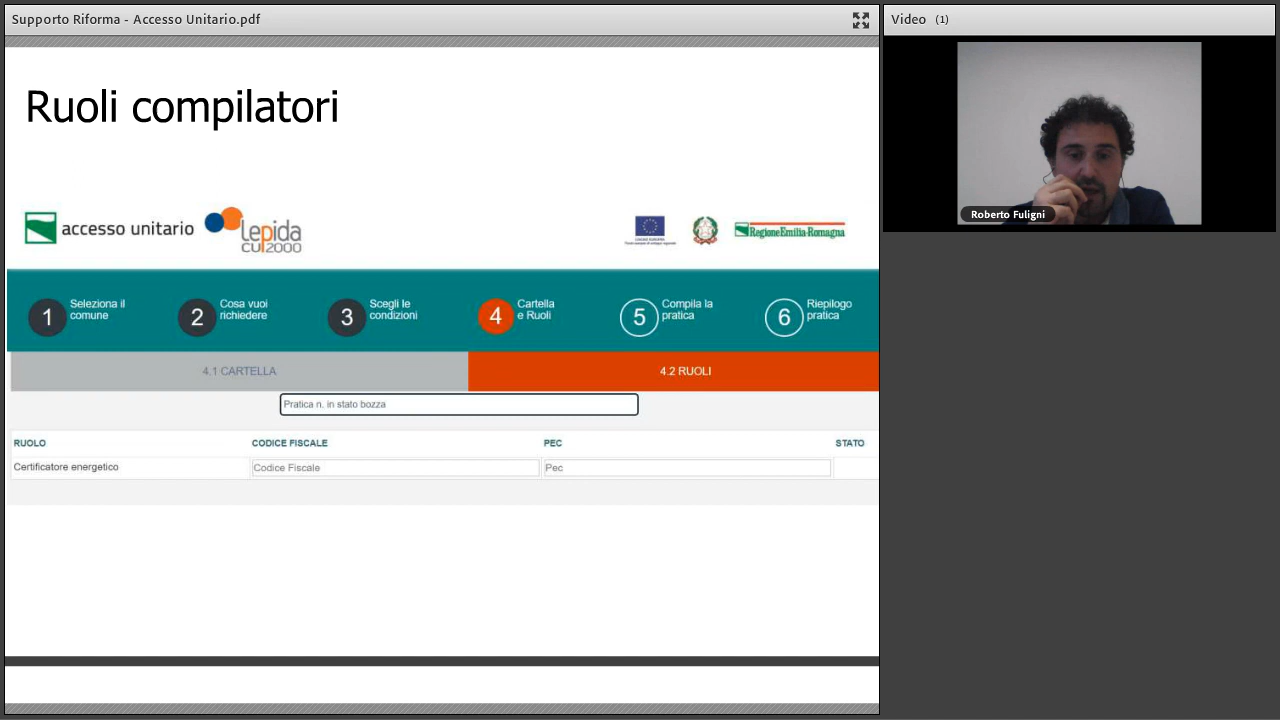 Supporto Riforma - Accesso Unitario.pdf
Video (1)
Roberto Fuligni
Ruoli compilatori
accesso unitario
Lepida
cup2000
UNIONE EUROPEA
RegioneEmilia-Romagna
1 Seleziona il comune
2 Cosa vuoi richiedere
3 Scegli le condizioni
4 Cartella e Ruoli
5 Compila la pratica
6 Riepilogo pratica
4.1 CARTELLA
4.2 RUOLI
Pratica n. in stato bozza
RUOLO CODICE FISCALE PEC STATO
Certificatore energetico Codice Fiscale Pec